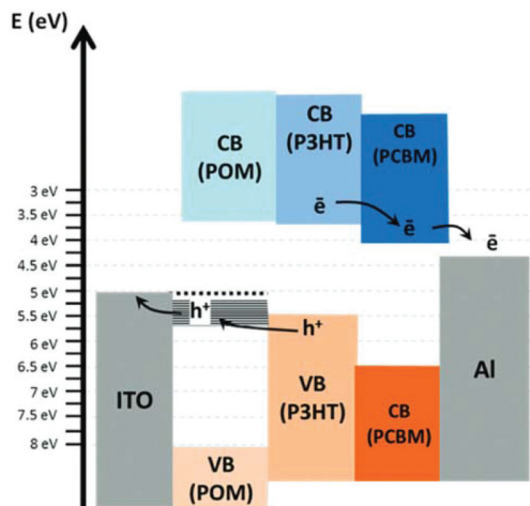 E (eV)
CB
(POM)
CB
(P3HT)
CB
(PCBM)
3 eV
3.5 eV
4 eV
4.5 eV
5 eV
5.5 eV
6 eV
6.5 eV
7 eV
7.5 eV
8 eV
ē
ē
ē
h+
h+
ITO
VB
(POM)
VB
(P3HT)
CB
(PCBM)
Al